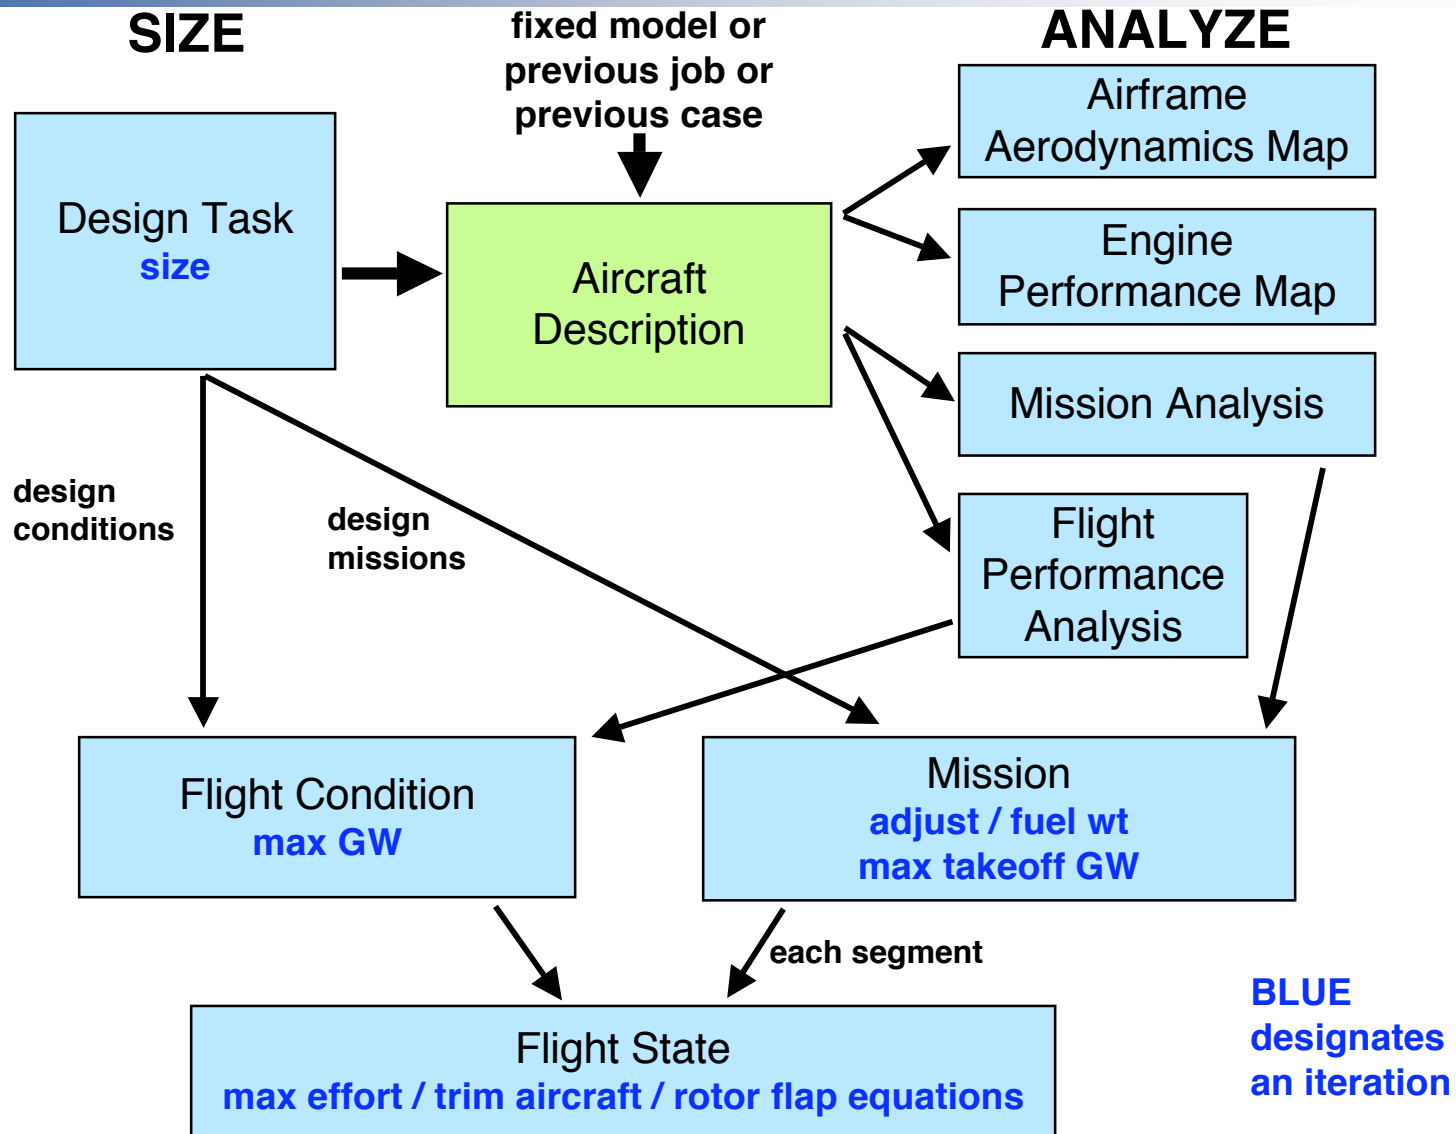 SIZE
fixed model or
previous job or
previous case
ANALYZE
Design Task
size
Aircraft
Description
Airframe
Aerodynamics Map
Engine
Performance Map
Mission Analysis
Flight
Performance
Analysis
design
conditions
design
missions
Flight Condition
max GW
Mission
adjust / fuel wt
max takeoff GW
each segment
Flight State
max effort / trim aircraft / rotor flap equations
BLUE
designates
an iteration